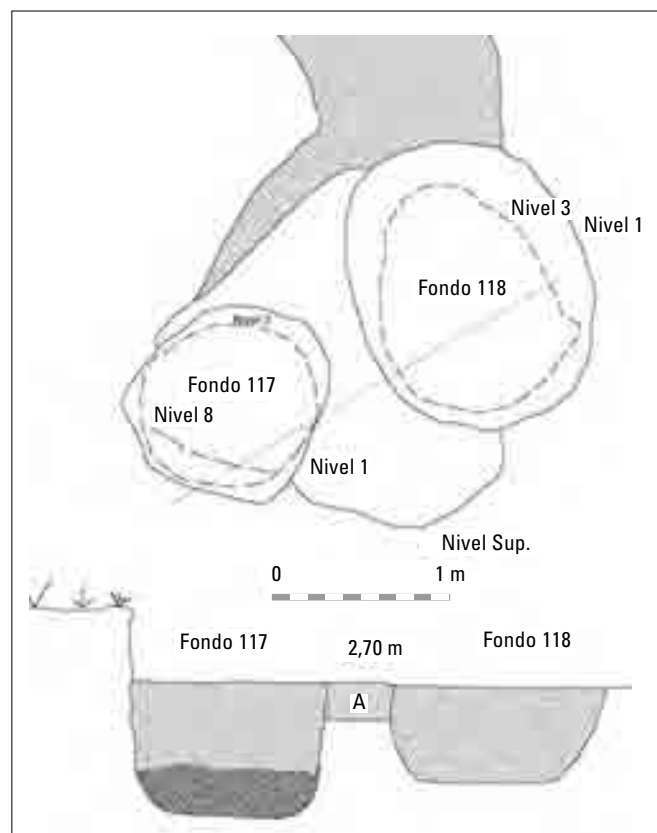 Nivel 3
Nivel 1
Fondo 118
Fondo 117
Nivel 8
Nivel 1
Nivel Sup.
0 1 m
Fondo 117 2,70 m Fondo 118
A